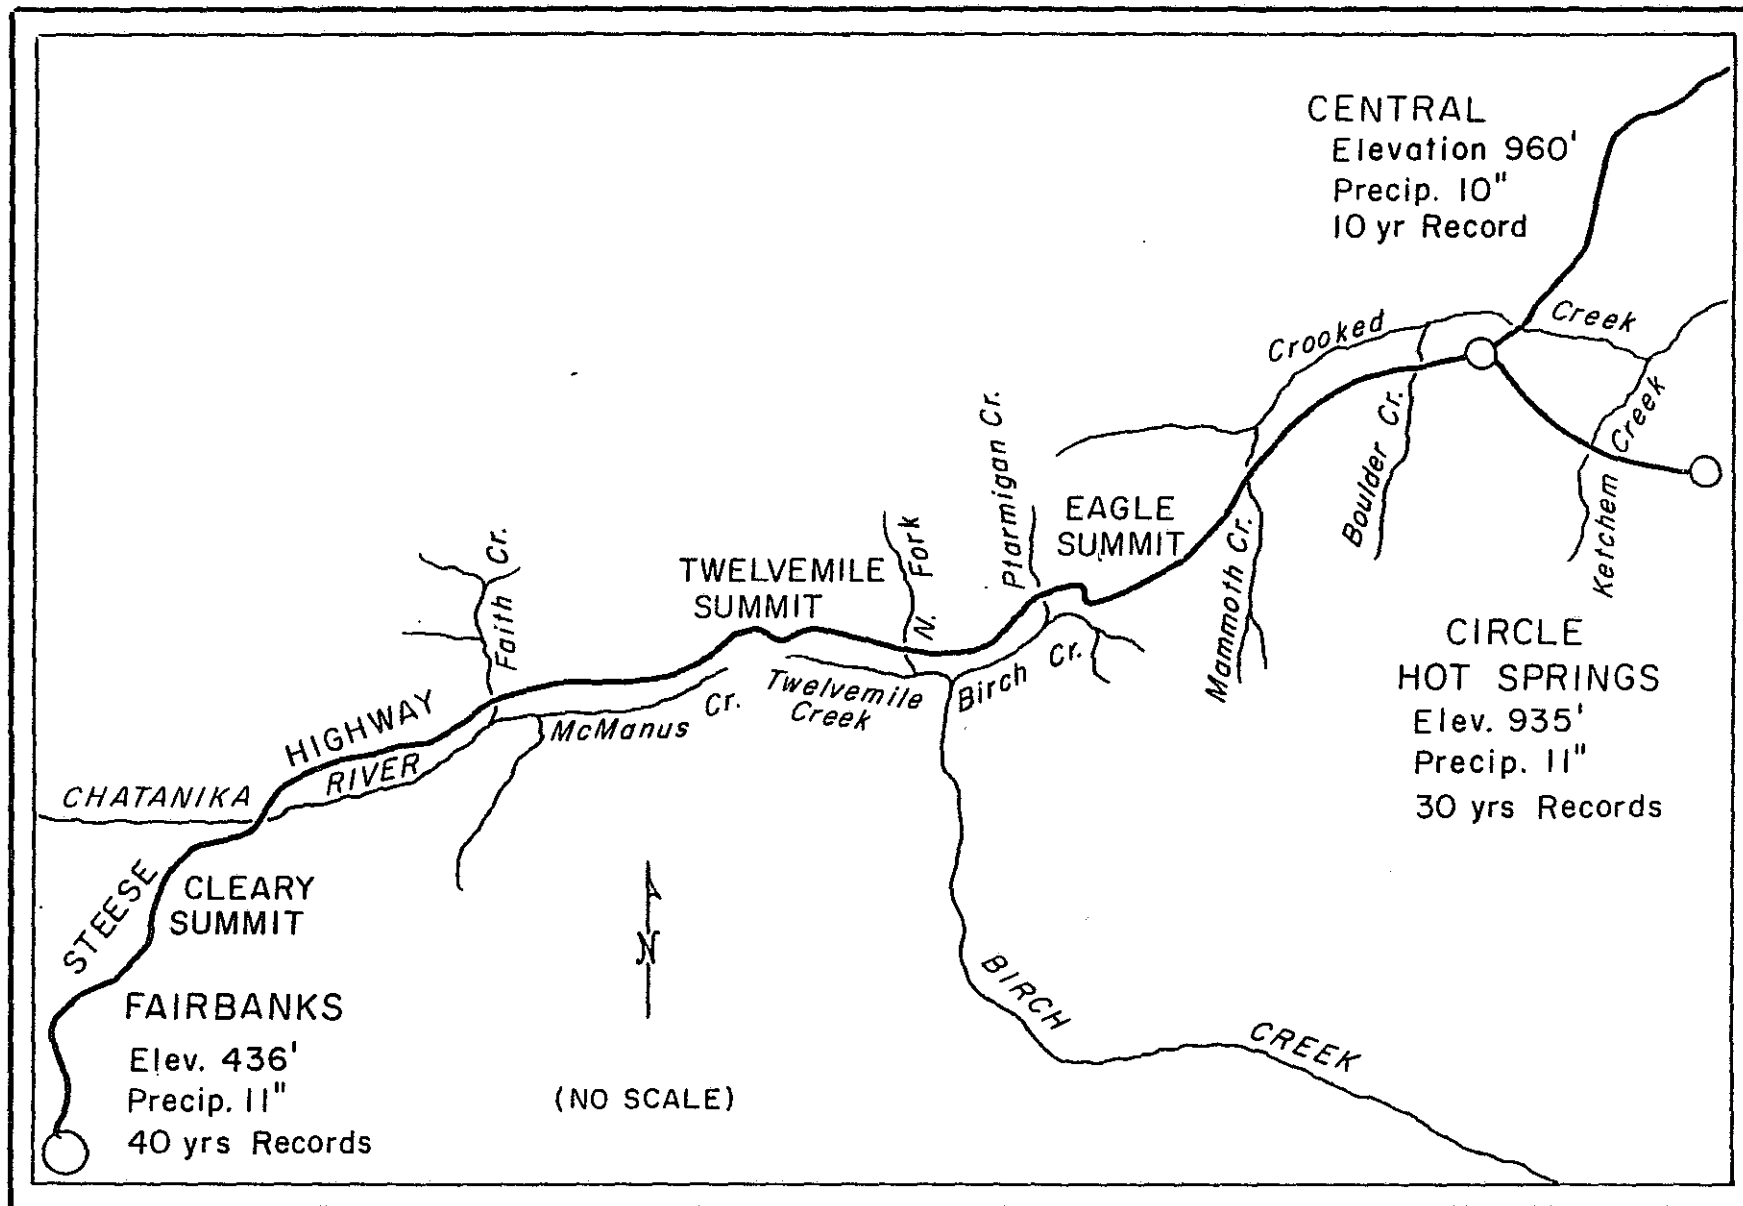 CENTRAL
Elevation 960'
Precip. 10"
10 yr Record
Crooked
Creek
Creek
Ketchem
Boulder Cr.
Ptarmigan Cr.
EAGLE
SUMMIT
Mammoth Cr.
N. Fork
TWELVEMILE
SUMMIT
Faith Cr.
CIRCLE
HOT SPRINGS
Elev. 935'
Precip. 11"
30 yrs Records
Birch Cr.
Twelvemile
Creek
McManus Cr.
HIGHWAY
RIVER
CHATANIKA
STEESE
CLEARY
SUMMIT
N
BIRCH
CREEK
FAIRBANKS
Elev. 436'
Precip. 11"
40 yrs Records
(NO SCALE)